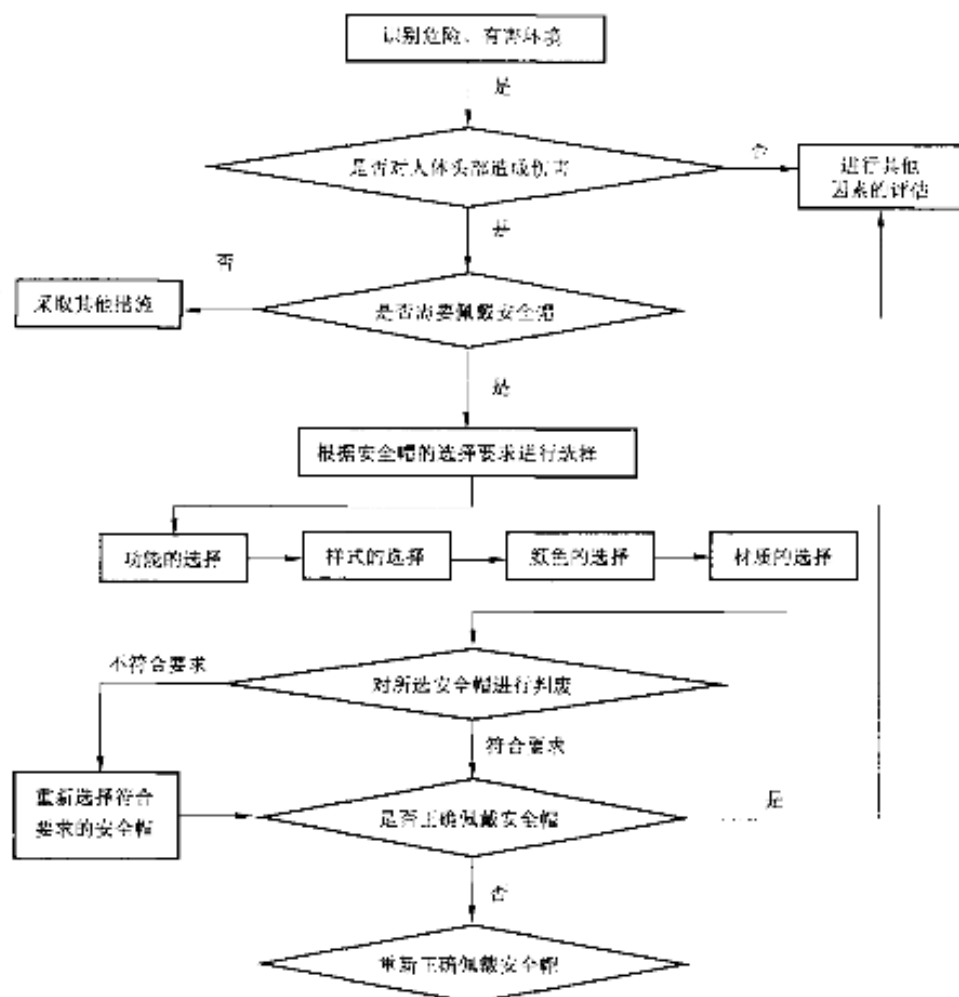 识别危险、有害环境
是
是否对人体头部造成伤害
否
进行其他
因素的评估
是
否
采取其他措施
是否需要佩戴安全帽
是
根据安全帽的选择要求进行选择
功能的选择
样式的选择
颜色的选择
材质的选择
不符合要求
对所选安全帽进行判废
符合要求
重新选择符合
要求的安全帽
是否正确佩戴安全帽
是
否
重新正确佩戴安全帽